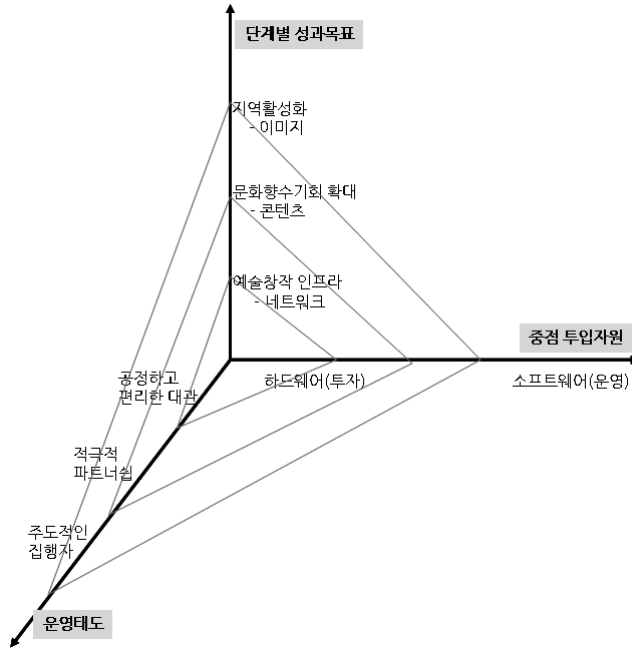 단계별 성과목표
지역활성화
- 이미지
문화향수기회 확대
- 콘텐츠
예술창작 인프라
- 네트워크
중점 투입자원
하드웨어(투자)
소프트웨어(운영)
공정하고
편리한 대관
적극적
파트너쉽
주도적인
집행자
운영태도